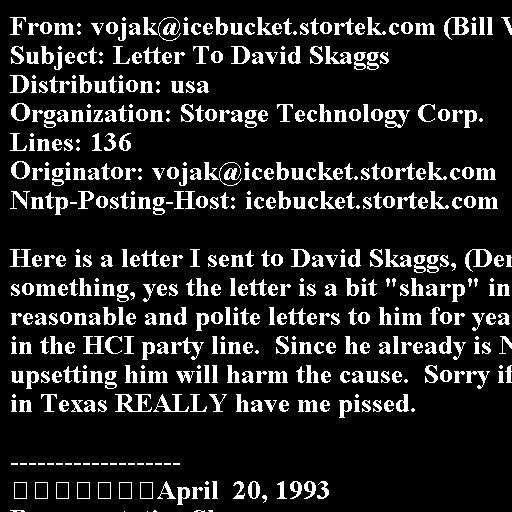 From: vojak@icebucket.stortek.com (Bill
Subject: Letter To David Skaggs
Distribution: usa
Organization: Storage Technology Corp.
Lines: 136
Originator: vojak@icebucket.stortek.com
Nntp-Posting-Host: icebucket.stortek.com

Here is a letter I sent to David Skaggs,
something, yes the letter is a bit "sharp" in
reasonable and polite letters to him for
in the HCI party line.  Since he already is
upsetting him will harm the cause.  Sorry
in Texas REALLY have me pissed.

-------------------
April  20, 1993